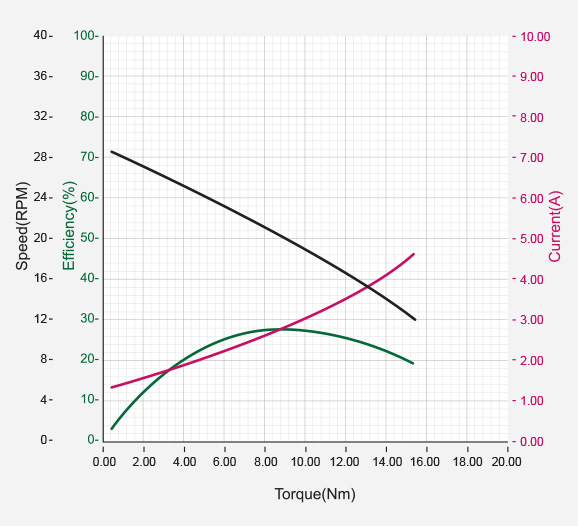 40- 100- - 10.00
36- 90- - 9.00
32- 80- - 8.00
28- 70- - 7.00
24- 60- - 6.00
20- 50- - 5.00
16- 40- - 4.00
12- 30- - 3.00
8- 20- - 2.00
4- 10- - 1.00
0- 0- - 0.00
Speed(RPM)
Efficiency(%)
Current(A)
0.00 2.00 4.00 6.00 8.00 10.00 12.00 14.00 16.00 18.00 20.00
Torque(Nm)